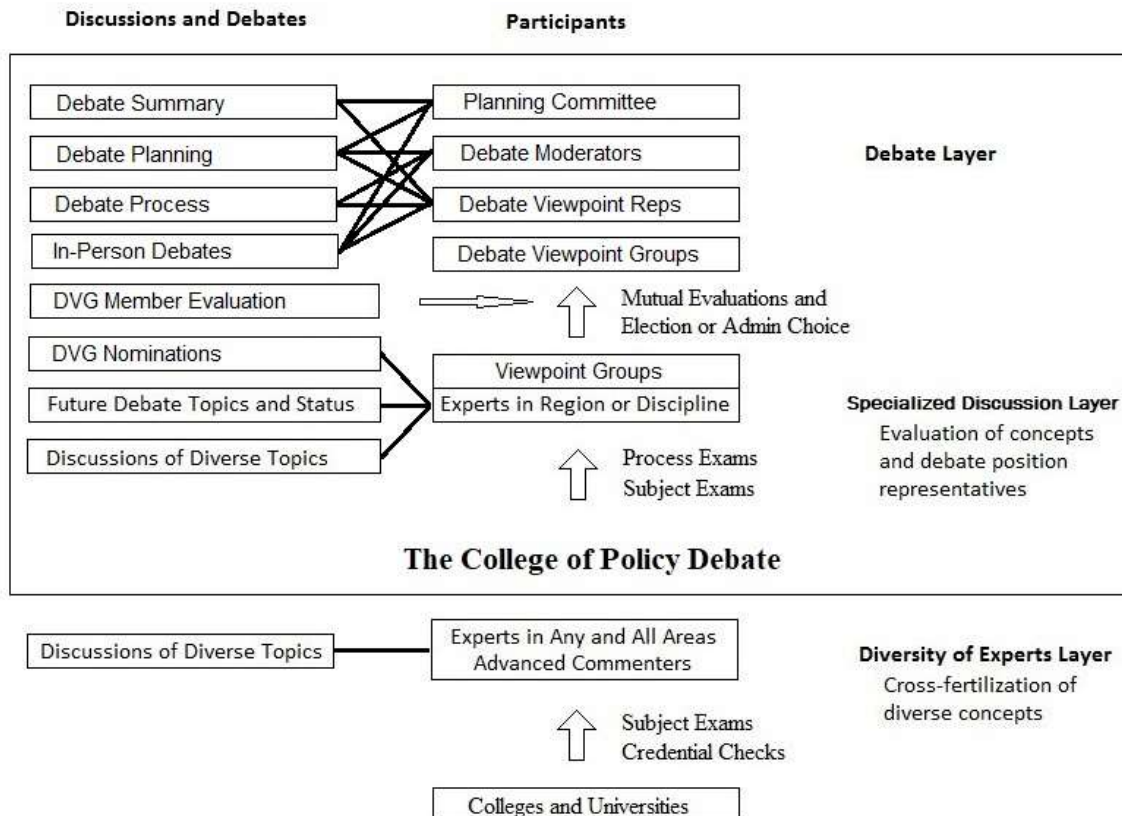 Discussions and Debates
Participants
Debate Summary
Planning Committee
Debate Planning
Debate Moderators
Debate Layer
Debate Process
Debate Viewpoint Reps
In-Person Debates
Debate Viewpoint Groups
DVG Member Evaluation
Mutual Evaluations and
Election or Admin Choice
DVG Nominations
Viewpoint Groups
Future Debate Topics and Status
Experts in Region or Discipline
Specialized Discussion Layer
Evaluation of concepts
and debate position
representatives
Discussions of Diverse Topics
Process Exams
Subject Exams
The College of Policy Debate
Discussions of Diverse Topics
Experts in Any and All Areas
Advanced Commenters
Diversity of Experts Layer
Cross-fertilization of
diverse concepts
Subject Exams
Credential Checks
Colleges and Universities